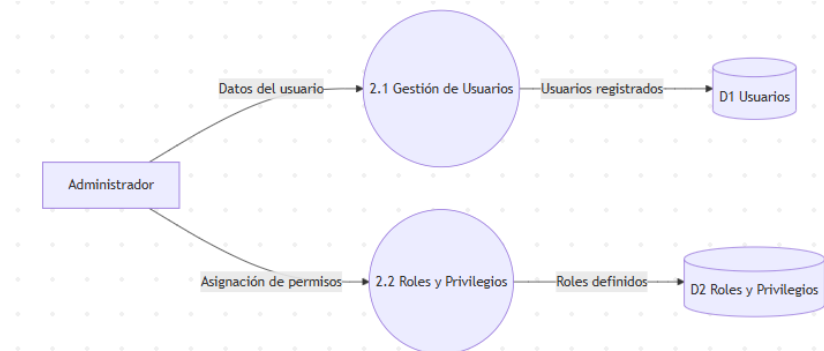 Datos del usuario
2.1 Gestión de Usuarios
Usuarios registrados
D1 Usuarios
Administrador
Asignación de permisos
2.2 Roles y Privilegios
Roles definidos
D2 Roles y Privilegios